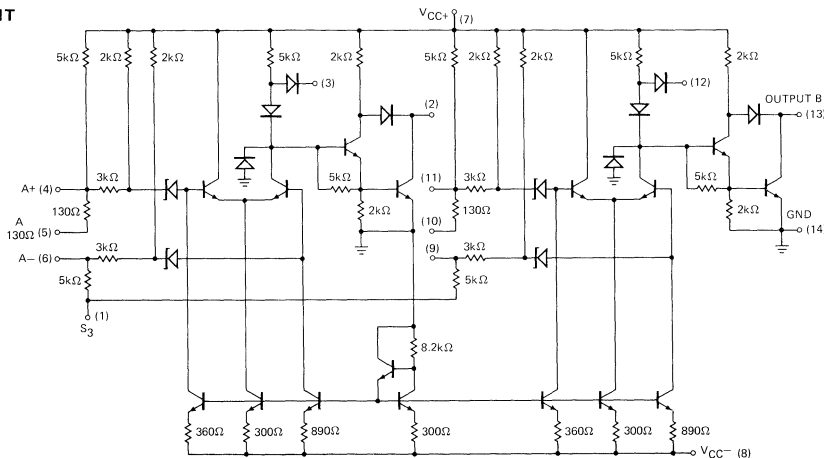 NT
VCC+ (7)
5kΩ 2kΩ 2kΩ 5kΩ 2kΩ 5kΩ 2kΩ 2kΩ 5kΩ 2kΩ
(3) (12)
(2) OUTPUT B
(13)
A+ (4) 3kΩ 5kΩ (11) 3kΩ 5kΩ
130Ω 2kΩ 130Ω 2kΩ
A
130Ω (5) (10) GND
(14)
A− (6) 3kΩ (9) 3kΩ
5kΩ 5kΩ
(1)
S3
8.2kΩ
360Ω 300Ω 890Ω 300Ω 360Ω 300Ω 890Ω
VCC− (8)